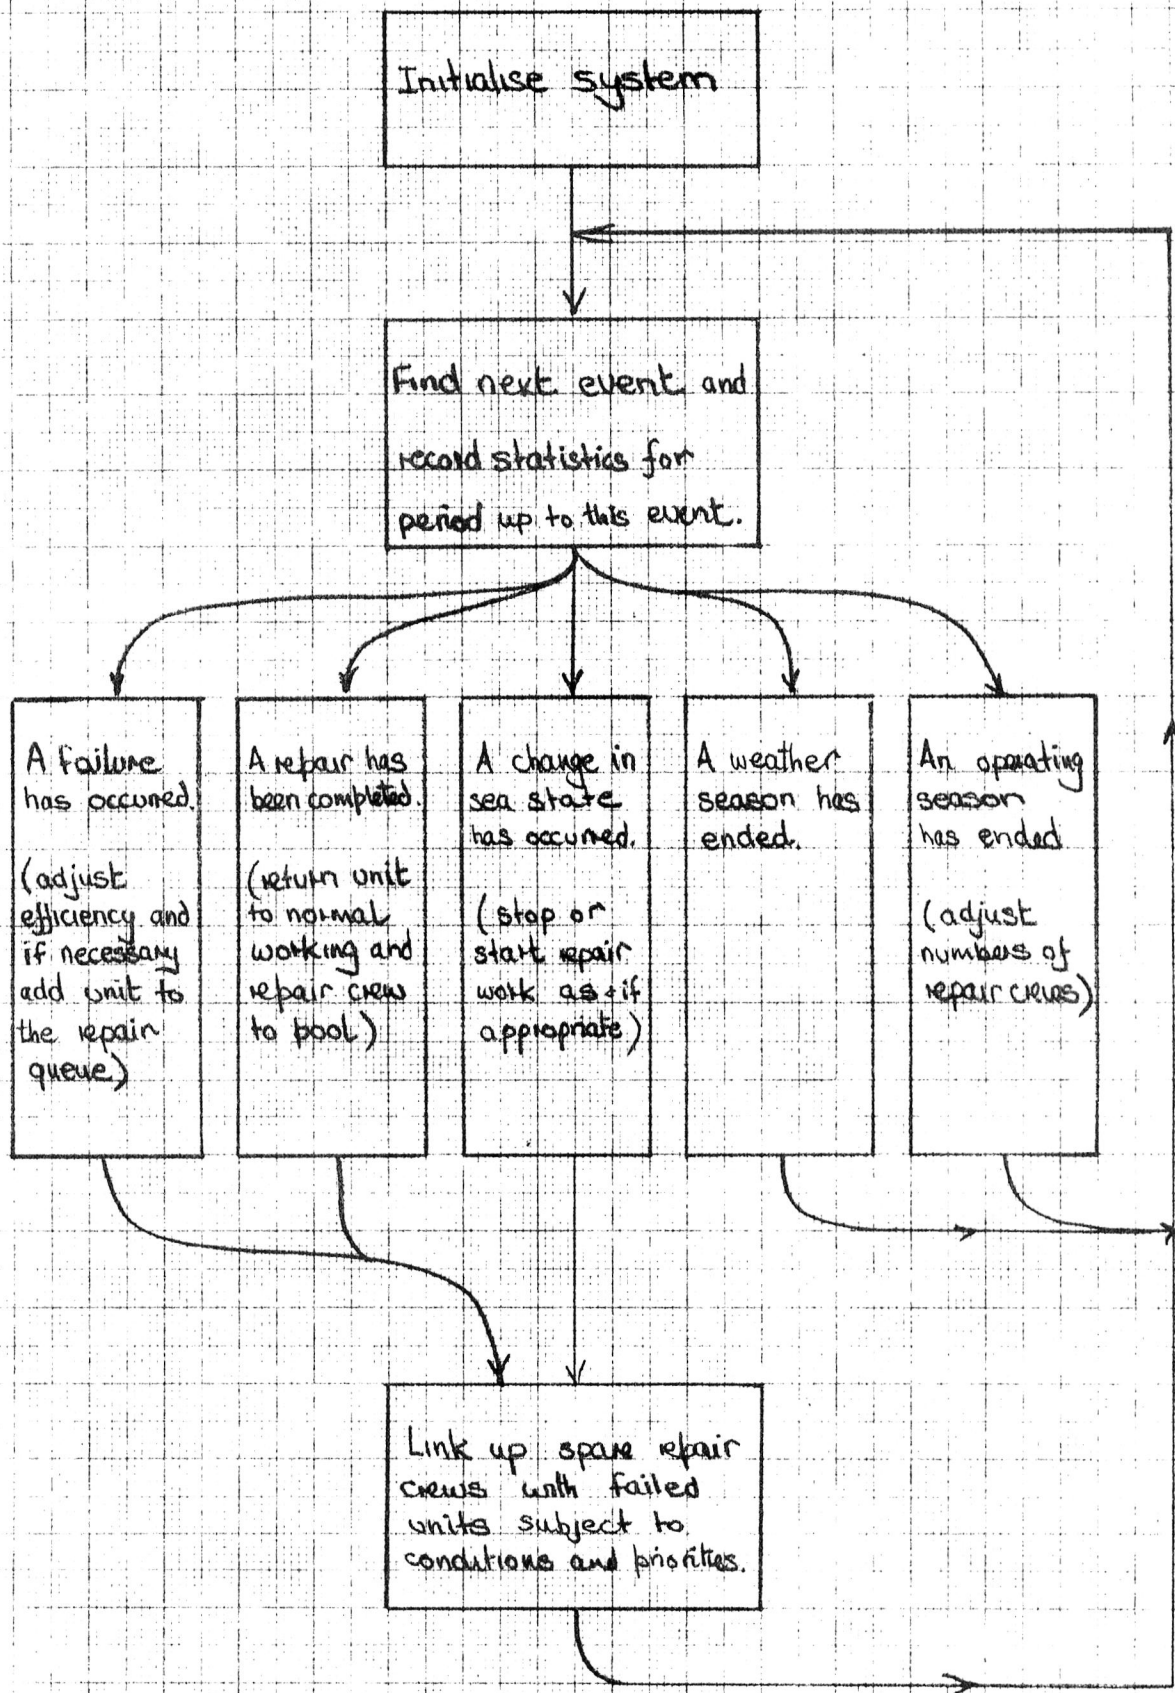 Initialise system
Find next event and
record statistics for
period up to this event.
A failure
has occurred.
(adjust
efficiency and
if necessary
add unit to
the repair
queue)
A repair has
been completed.
(return unit
to normal
working and
repair crew
to pool)
A change in
sea state
has occurred.
(stop or
start repair
work as + if
appropriate)
A weather
season has
ended.
An operating
season
has ended
(adjust
numbers of
repair crews)
Link up spare repair
crews with failed
units subject to
conditions and priorities.